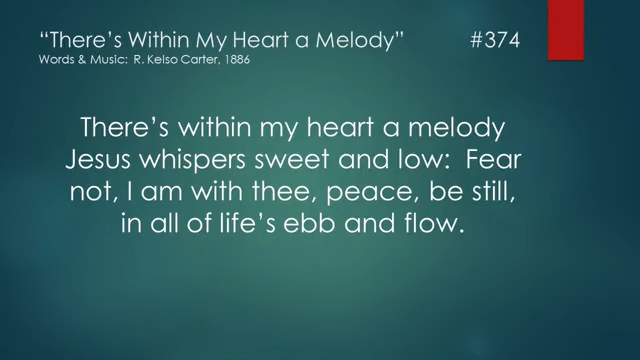 “There’s Within My Heart a Melody” #374
Words & Music: R. Kelso Carter, 1886
There’s within my heart a melody
Jesus whispers sweet and low: Fear
not, I am with thee, peace, be still,
in all of life’s ebb and flow.